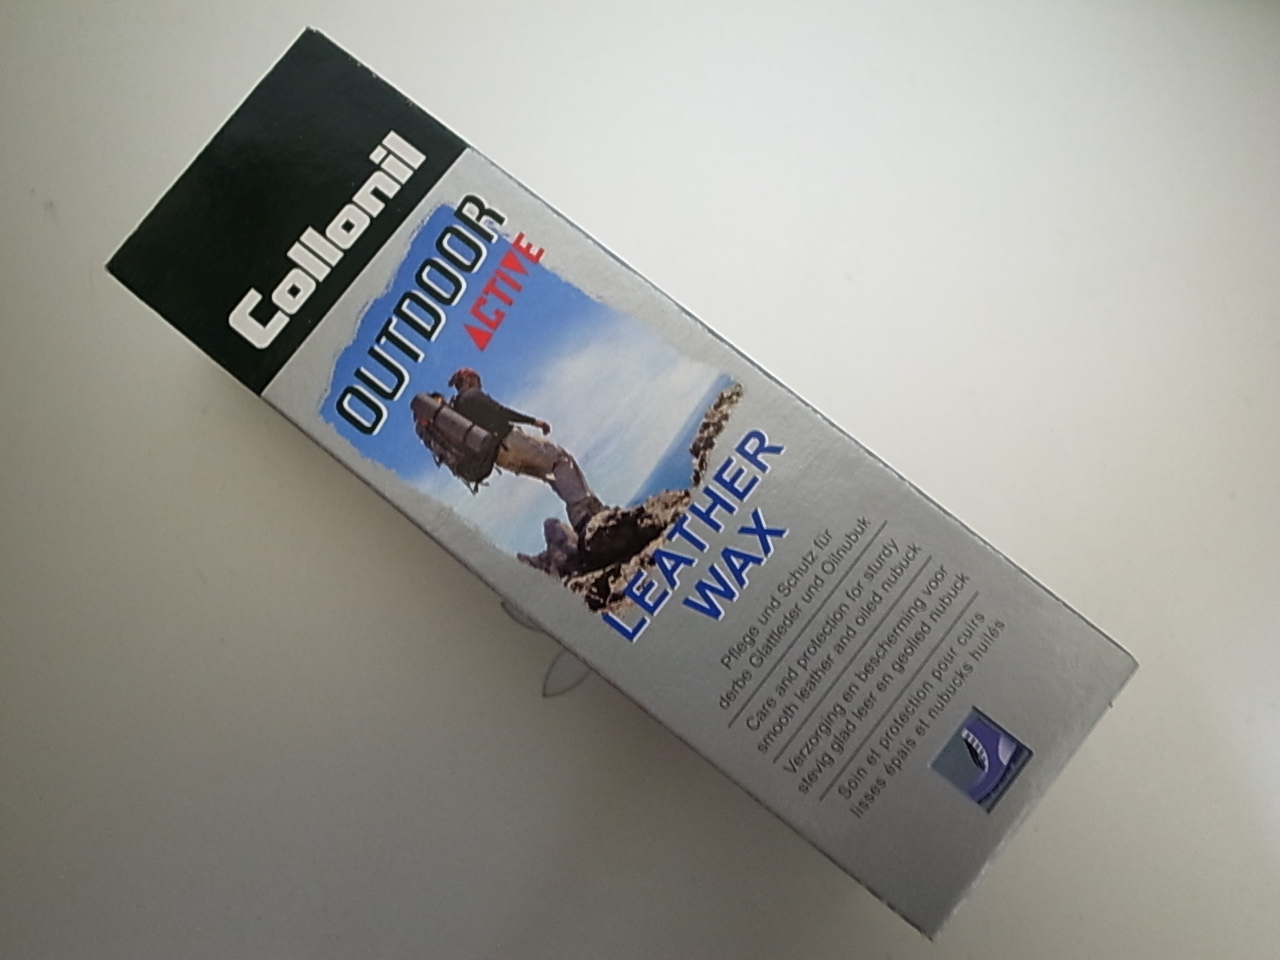 Collonil
OUTDOOR
ACTIVE
LEATHER
WAX
Pflege und Schutz für
derbe Glattleder und Oilnubuk
Care and protection for sturdy
smooth leather and oiled nubuck
Verzorging en bescherming voor
stevig glad leer en geolied nubuck
Soin et protection pour cuirs
lisses épais et nubucks huilés